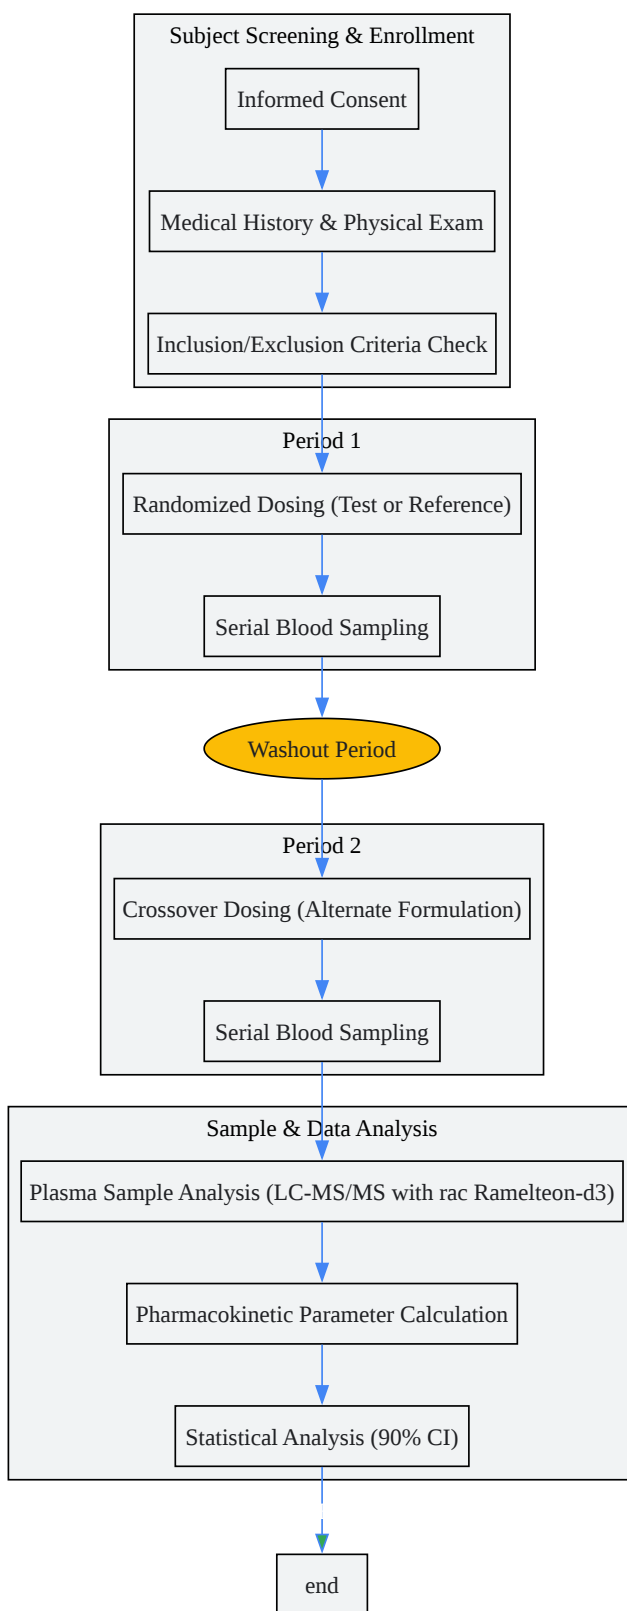 Subject Screening & Enrollment
Informed Consent
Medical History & Physical Exam
Inclusion/Exclusion Criteria Check
Period 1
Randomized Dosing (Test or Reference)
Serial Blood Sampling
Washout Period
Period 2
Crossover Dosing (Alternate Formulation)
Serial Blood Sampling
Sample & Data Analysis
Plasma Sample Analysis (LC-MS/MS with rac Ramelteon-d3)
Pharmacokinetic Parameter Calculation
Statistical Analysis (90% CI)
end